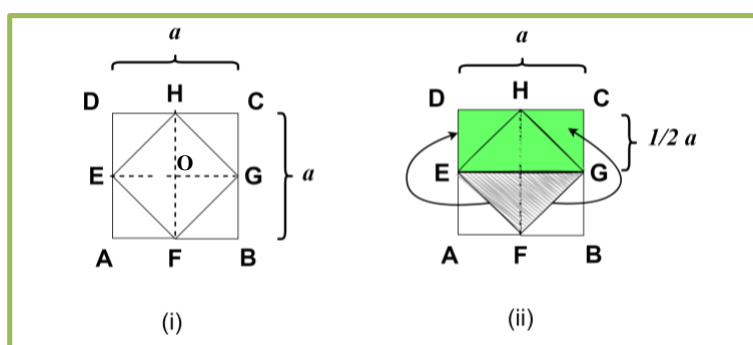 a a
D H C D H C
1/2 a
E O G a E G
A F B A F B
(i) (ii)